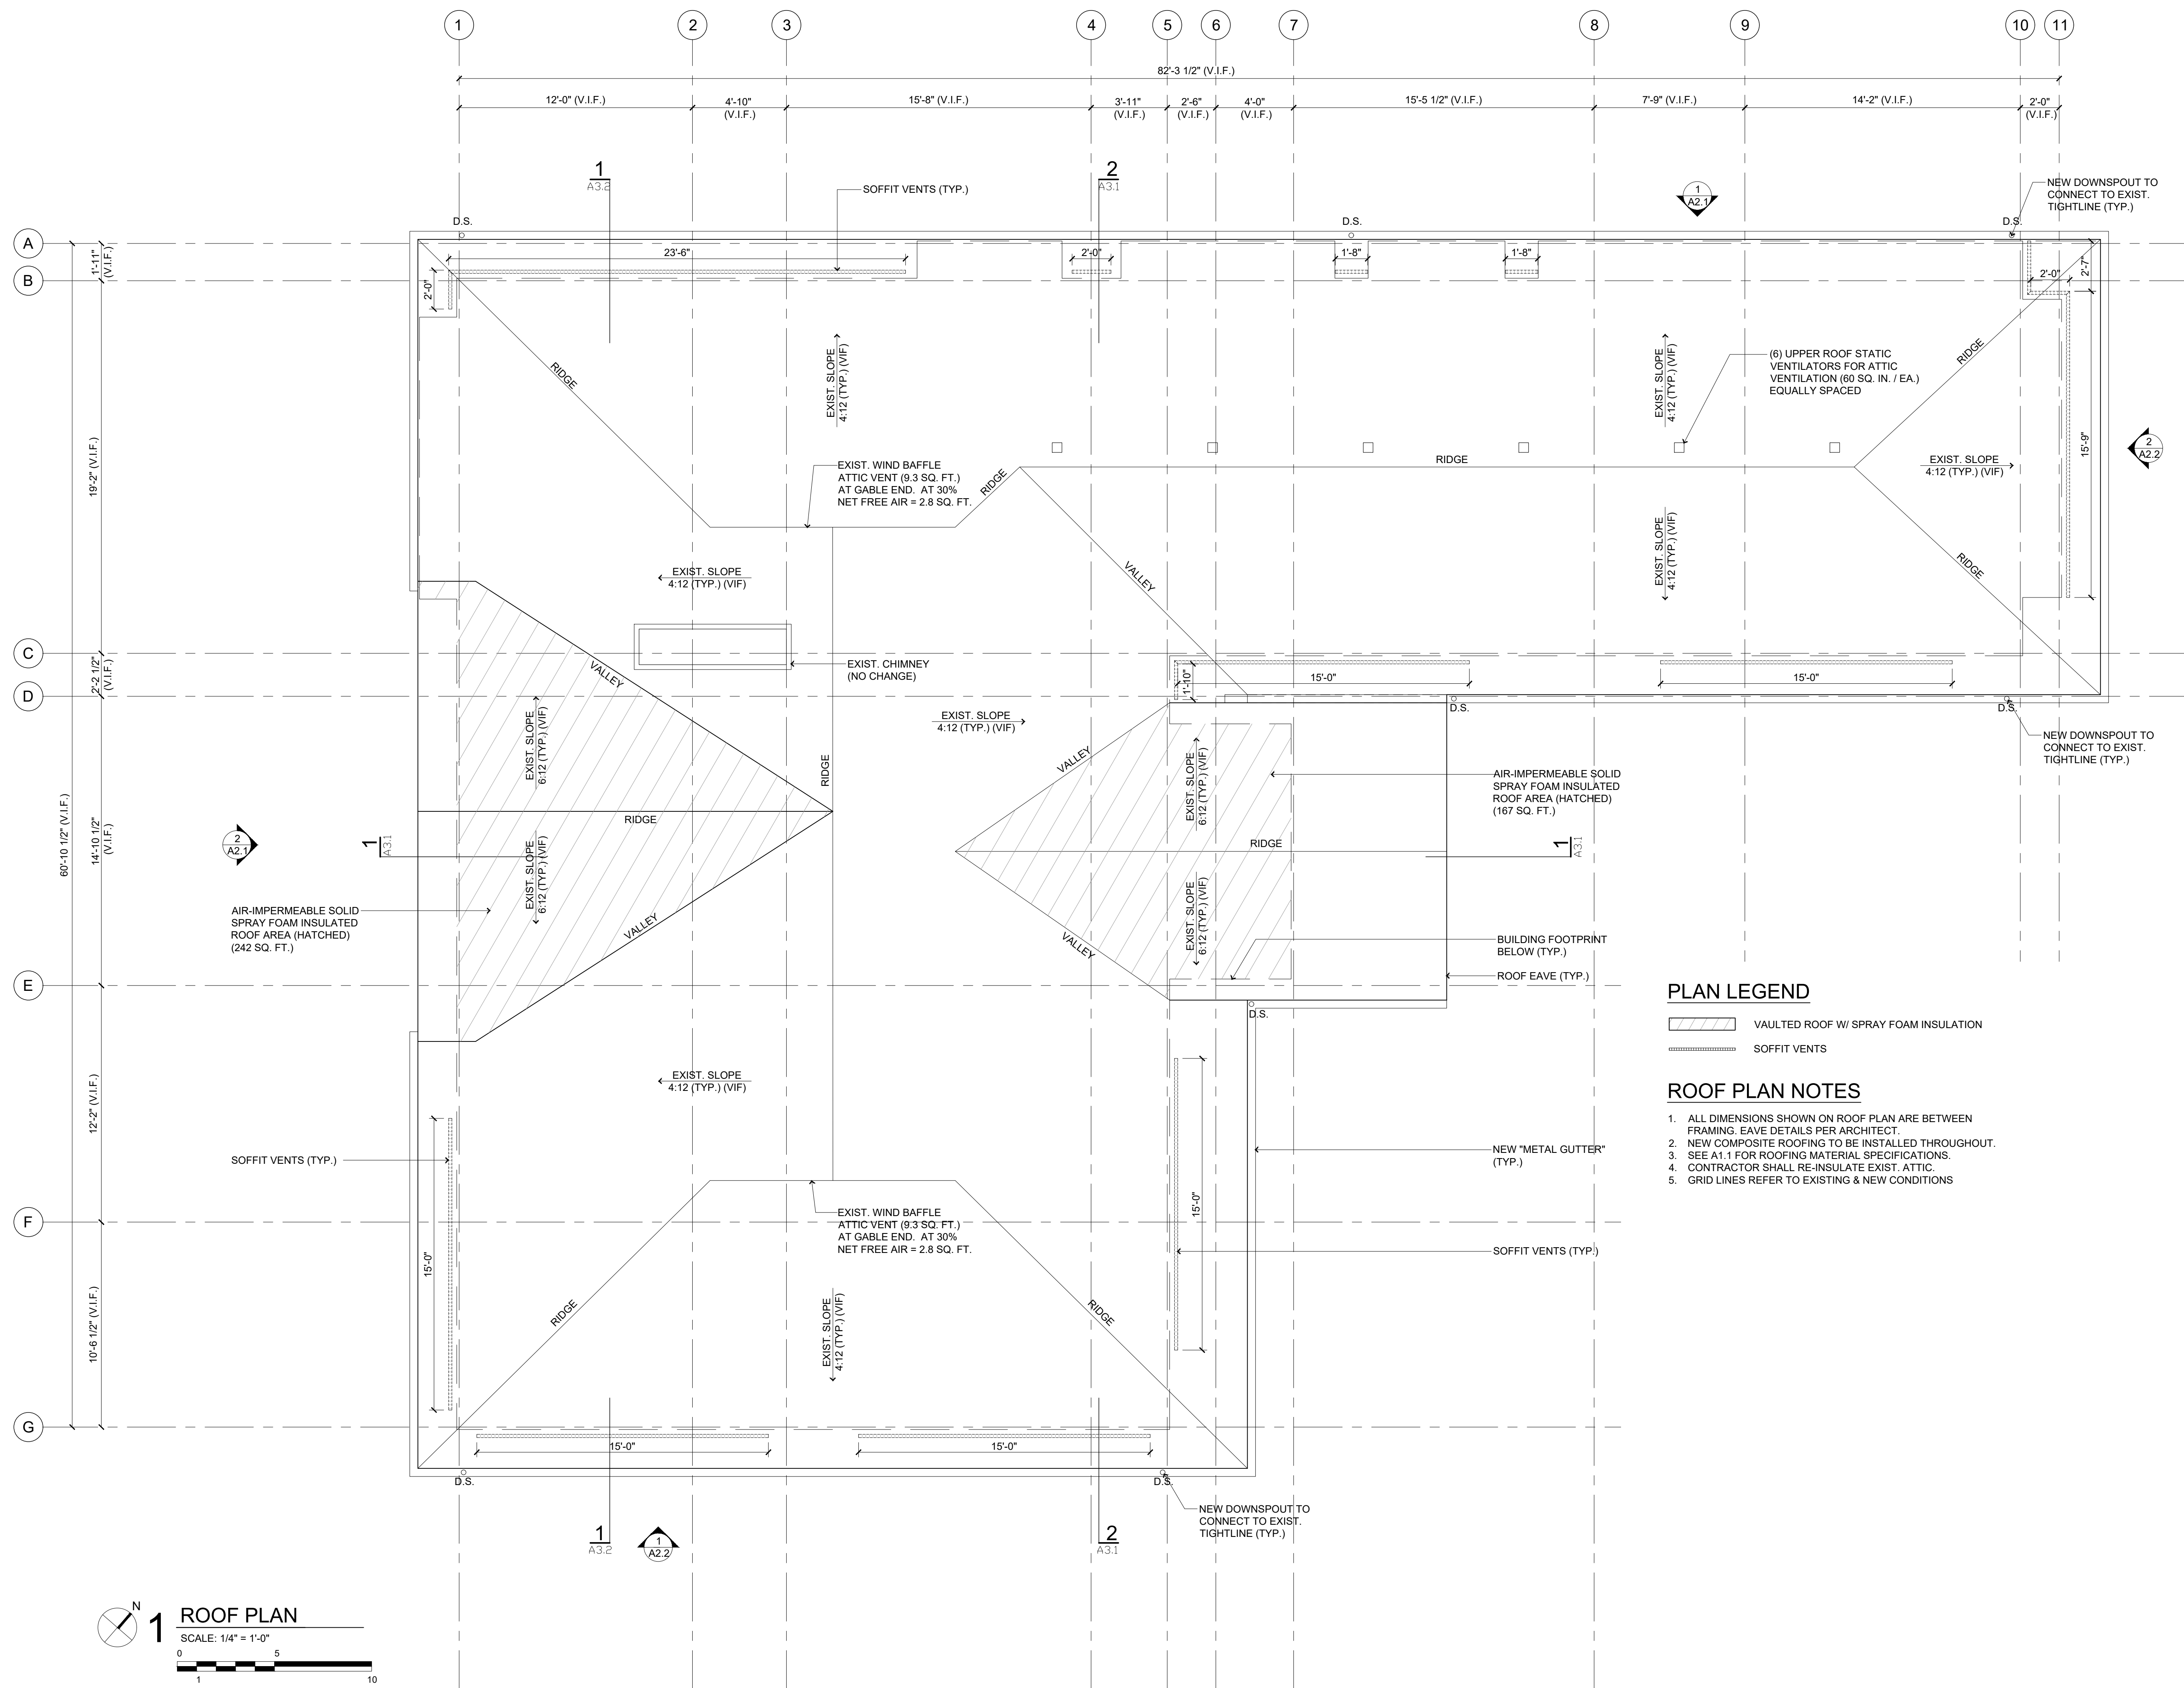 1 2 3 4 5 6 7 8 9 10 11
82'-3 1/2" (V.I.F.)
12'-0" (V.I.F.)
4'-10"
(V.I.F.)
15'-8" (V.I.F.)
3'-11"
(V.I.F.)
2'-6"
(V.I.F.)
4'-0"
(V.I.F.)
15'-5 1/2" (V.I.F.)
7'-9" (V.I.F.)
14'-2" (V.I.F.)
2'-0"
(V.I.F.)
1
A3.2
2
A3.1
SOFFIT VENTS (TYP.)
1
A2.1
NEW DOWNSPOUT TO
CONNECT TO EXIST.
TIGHTLINE (TYP.)
D.S.
D.S.
D.S.
A
B
C
D
E
F
G
1'-11"
(V.I.F.)
19'-2" (V.I.F.)
2'-2 1/2"
(V.I.F.)
14'-10 1/2"
(V.I.F.)
12'-2" (V.I.F.)
10'-6 1/2" (V.I.F.)
60'-10 1/2" (V.I.F.)
23'-6"
2'-0"
2'-0"
1'-8"
1'-8"
2'-0"
2'-7"
15'-9"
RIDGE
EXIST. SLOPE
4:12 (TYP.) (VIF)
EXIST. SLOPE
4:12 (TYP.) (VIF)
(6) UPPER ROOF STATIC
VENTILATORS FOR ATTIC
VENTILATION (60 SQ. IN. / EA.)
EQUALLY SPACED
RIDGE
EXIST. WIND BAFFLE
ATTIC VENT (9.3 SQ. FT.)
AT GABLE END.  AT 30%
NET FREE AIR = 2.8 SQ. FT.
RIDGE
RIDGE
EXIST. SLOPE
4:12 (TYP.) (VIF)
2
A2.2
EXIST. SLOPE
4:12 (TYP.) (VIF)
EXIST. SLOPE
4:12 (TYP.) (VIF)
VALLEY
RIDGE
EXIST. CHIMNEY
(NO CHANGE)
VALLEY
1'-10"
15'-0"
15'-0"
EXIST. SLOPE
4:12 (TYP.) (VIF)
D.S.
D.S.
NEW DOWNSPOUT TO
CONNECT TO EXIST.
TIGHTLINE (TYP.)
EXIST. SLOPE
6:12 (TYP.) (VIF)
RIDGE
VALLEY
EXIST. SLOPE
6:12 (TYP.) (VIF)
AIR-IMPERMEABLE SOLID
SPRAY FOAM INSULATED
ROOF AREA (HATCHED)
(167 SQ. FT.)
RIDGE
EXIST. SLOPE
6:12 (TYP.) (VIF)
RIDGE
EXIST. SLOPE
6:12 (TYP.) (VIF)
2
A2.1
1
A3.1
1
A3.1
AIR-IMPERMEABLE SOLID
SPRAY FOAM INSULATED
ROOF AREA (HATCHED)
(242 SQ. FT.)
VALLEY
VALLEY
BUILDING FOOTPRINT
BELOW (TYP.)
ROOF EAVE (TYP.)
D.S.
EXIST. SLOPE
4:12 (TYP.) (VIF)
SOFFIT VENTS (TYP.)
NEW "METAL GUTTER"
(TYP.)
15'-0"
15'-0"
EXIST. WIND BAFFLE
ATTIC VENT (9.3 SQ. FT.)
AT GABLE END.  AT 30%
NET FREE AIR = 2.8 SQ. FT.
SOFFIT VENTS (TYP.)
RIDGE
RIDGE
EXIST. SLOPE
4:12 (TYP.) (VIF)
15'-0"
15'-0"
D.S.
D.S.
NEW DOWNSPOUT TO
CONNECT TO EXIST.
TIGHTLINE (TYP.)
1
A3.2
1
A2.2
2
A3.1
PLAN LEGEND
VAULTED ROOF W/ SPRAY FOAM INSULATION
SOFFIT VENTS
ROOF PLAN NOTES
1. ALL DIMENSIONS SHOWN ON ROOF PLAN ARE BETWEEN
FRAMING. EAVE DETAILS PER ARCHITECT.
2. NEW COMPOSITE ROOFING TO BE INSTALLED THROUGHOUT.
3. SEE A1.1 FOR ROOFING MATERIAL SPECIFICATIONS.
4. CONTRACTOR SHALL RE-INSULATE EXIST. ATTIC.
5. GRID LINES REFER TO EXISTING & NEW CONDITIONS
N
1 ROOF PLAN
SCALE: 1/4" = 1'-0"
0 5
1 10